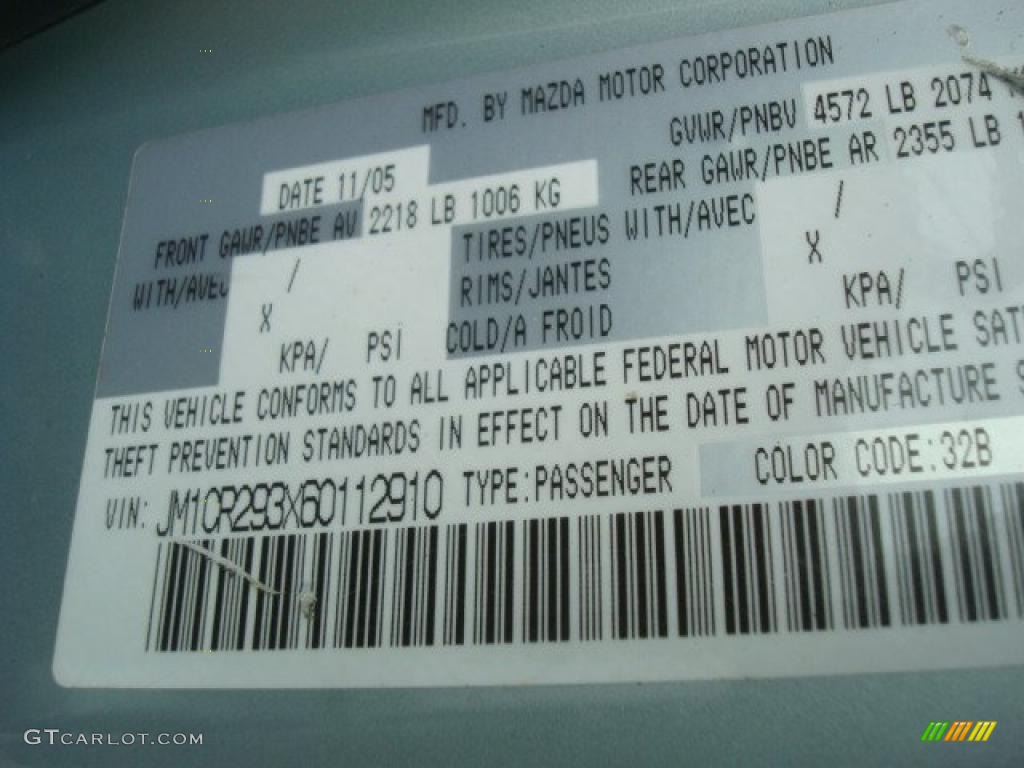 MFD. BY MAZDA MOTOR CORPORATION
DATE 11/05 GVWR/PNBV 4572 LB 2074
FRONT GAWR/PNBE AV 2218 LB 1006 KG REAR GAWR/PNBE AR 2355 LB
WITH/AVEC / TIRES/PNEUS WITH/AVEC /
X RIMS/JANTES X
KPA/ PSI COLD/A FROID KPA/ PSI
THIS VEHICLE CONFORMS TO ALL APPLICABLE FEDERAL MOTOR VEHICLE
THEFT PREVENTION STANDARDS IN EFFECT ON THE DATE OF MANUFACTURE
VIN: JM1CR293X60112910 TYPE:PASSENGER COLOR CODE:32B
GTCARLOT.COM